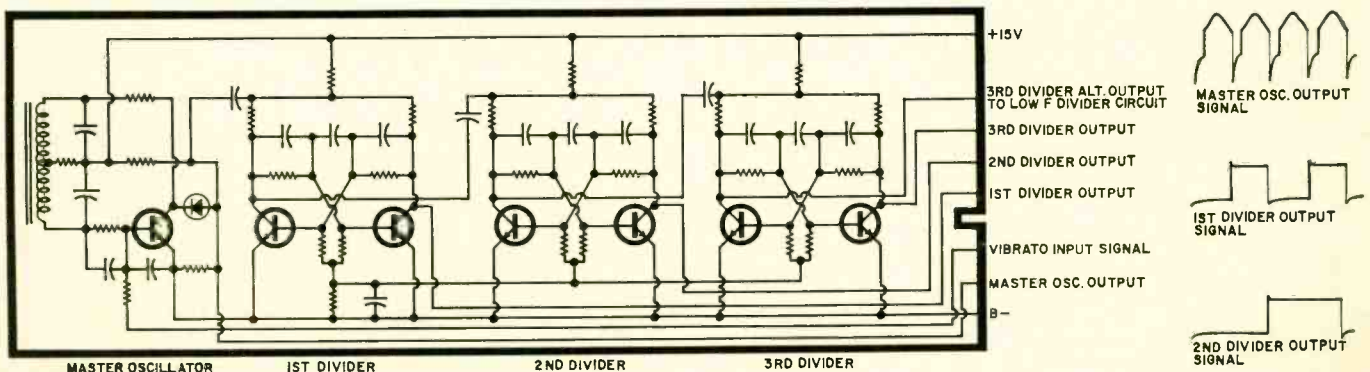 +15V
3RD DIVIDER ALT. OUTPUT
TO LOW F DIVIDER CIRCUIT
3RD DIVIDER OUTPUT
2ND DIVIDER OUTPUT
1ST DIVIDER OUTPUT
VIBRATO INPUT SIGNAL
MASTER OSC. OUTPUT
B–
MASTER OSCILLATOR
1ST DIVIDER
2ND DIVIDER
3RD DIVIDER
MASTER OSC. OUTPUT
SIGNAL
1ST DIVIDER OUTPUT
SIGNAL
2ND DIVIDER OUTPUT
SIGNAL